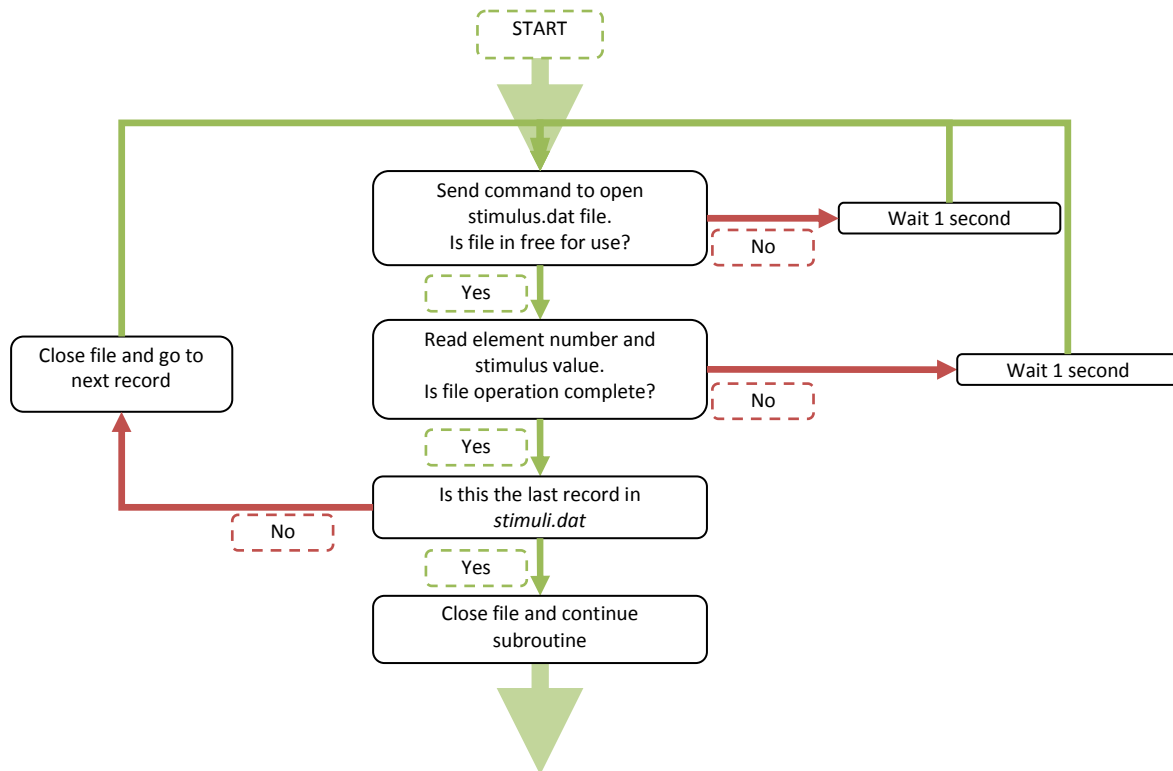 START
Send command to open
stimulus.dat file.
Is file in free for use?
Wait 1 second
No
Yes
Read element number and
stimulus value.
Is file operation complete?
Close file and go to
next record
Wait 1 second
No
Yes
Is this the last record in
stimuli.dat
No
Yes
Close file and continue
subroutine